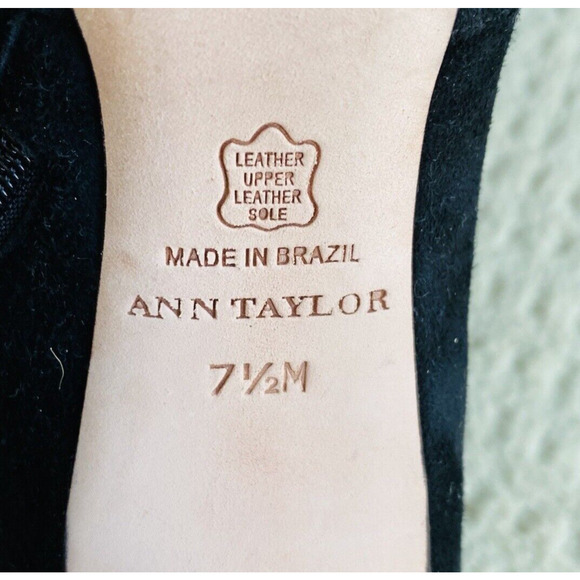 LEATHER
UPPER
LEATHER
SOLE
MADE IN BRAZIL
ANN TAYLOR
7½M